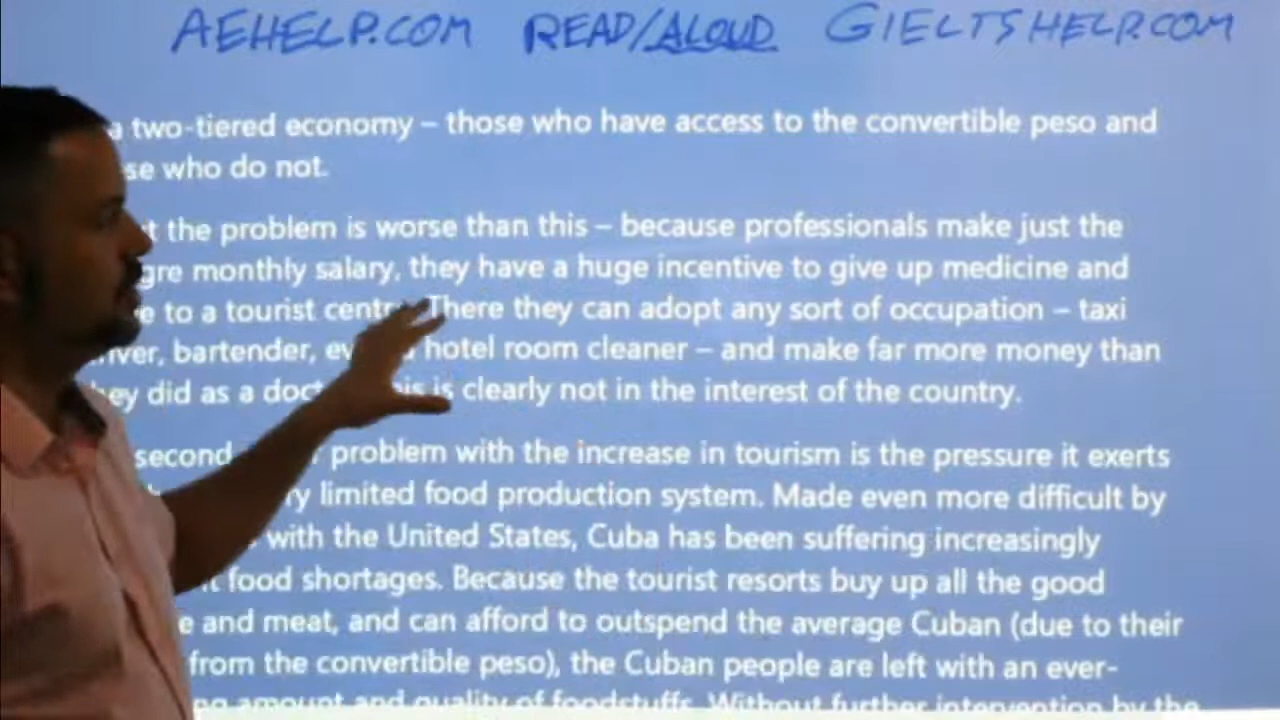 AEHELP.COM READ/ALOUD GIELTSHELP.COM
a two-tiered economy – those who have access to the convertible peso and
se who do not.
t the problem is worse than this – because professionals make just the
gre monthly salary, they have a huge incentive to give up medicine and
e to a tourist centr There they can adopt any sort of occupation – taxi
iver, bartender, ev hotel room cleaner – and make far more money than
ey did as a doct is is clearly not in the interest of the country.
second problem with the increase in tourism is the pressure it exerts
ry limited food production system. Made even more difficult by
with the United States, Cuba has been suffering increasingly
t food shortages. Because the tourist resorts buy up all the good
e and meat, and can afford to outspend the average Cuban (due to their
from the convertible peso), the Cuban people are left with an ever-
ng amount and quality of foodstuffs. Without further intervention by the